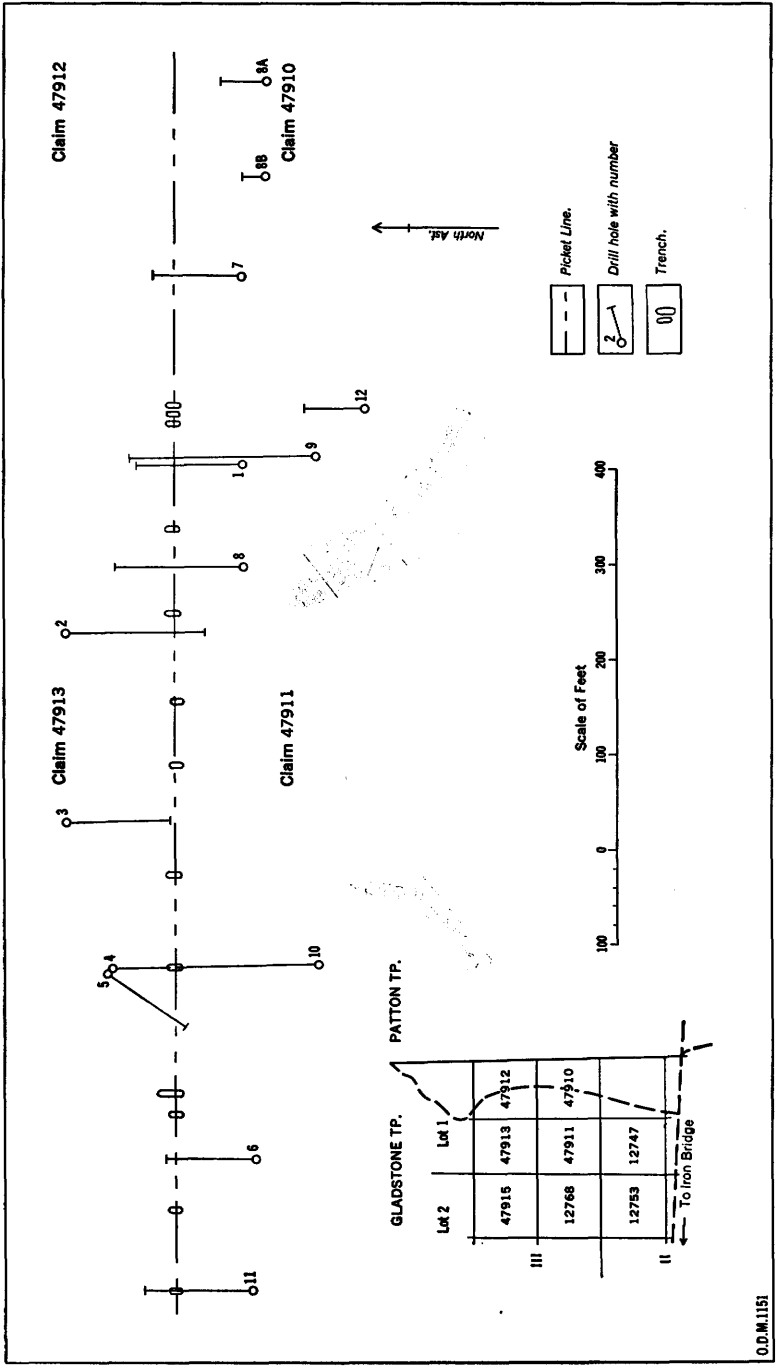 Claim 47913
Claim 47912
2
3
5
4
Claim 47911
Claim 47910
11
6
10
8
1
9
7
12
8B
8A
North Ast.
GLADSTONE TP.
PATTON TP.
Lot 2
Lot 1
III
47915
47913
47912
12768
47911
47910
12753
12747
II
To Iron Bridge
Scale of Feet
100
0
100
200
300
400
Picket Line.
2
Drill hole with number
Trench.
O.D.M.1151